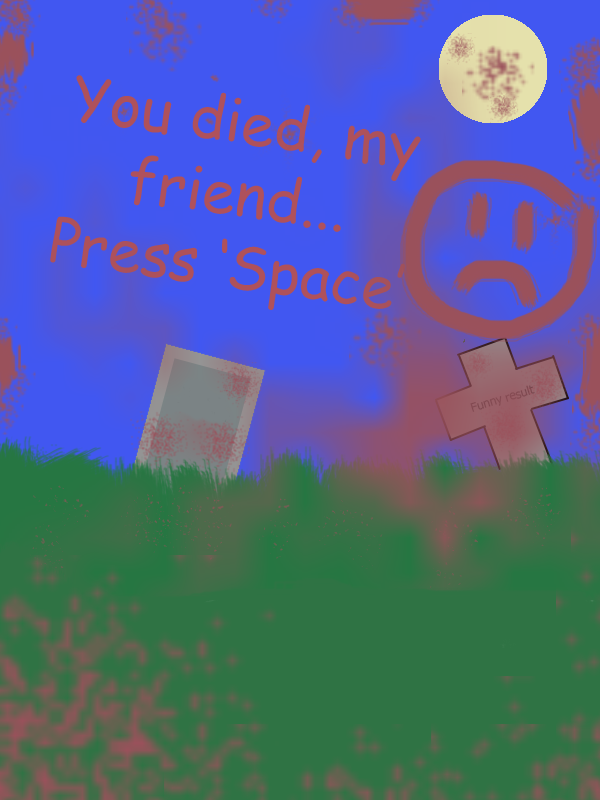 You died, my
friend...
Press 'Space'
Funny result